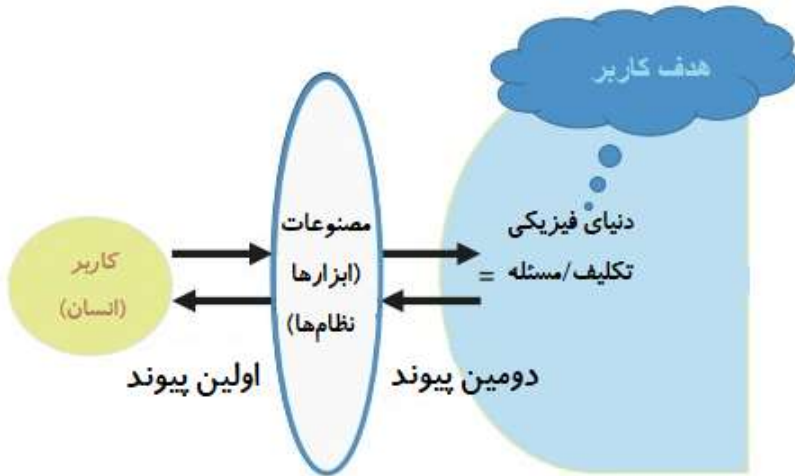 هدف کاربر
دنیای فیزیکی
= تکلیف/مسئله
مصنوعات
(ابزارها
نظام‌ها)
کاربر
(انسان)
دومین پیوند
اولین پیوند